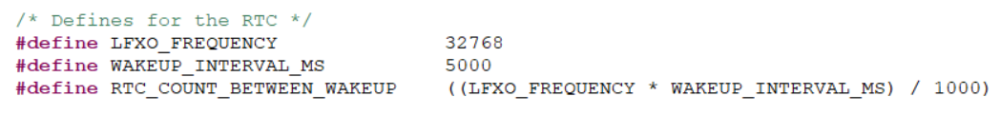 /* Defines for the RTC */
#define LFXO_FREQUENCY 32768
#define WAKEUP_INTERVAL_MS 5000
#define RTC_COUNT_BETWEEN_WAKEUP ((LFXO_FREQUENCY * WAKEUP_INTERVAL_MS) / 1000)